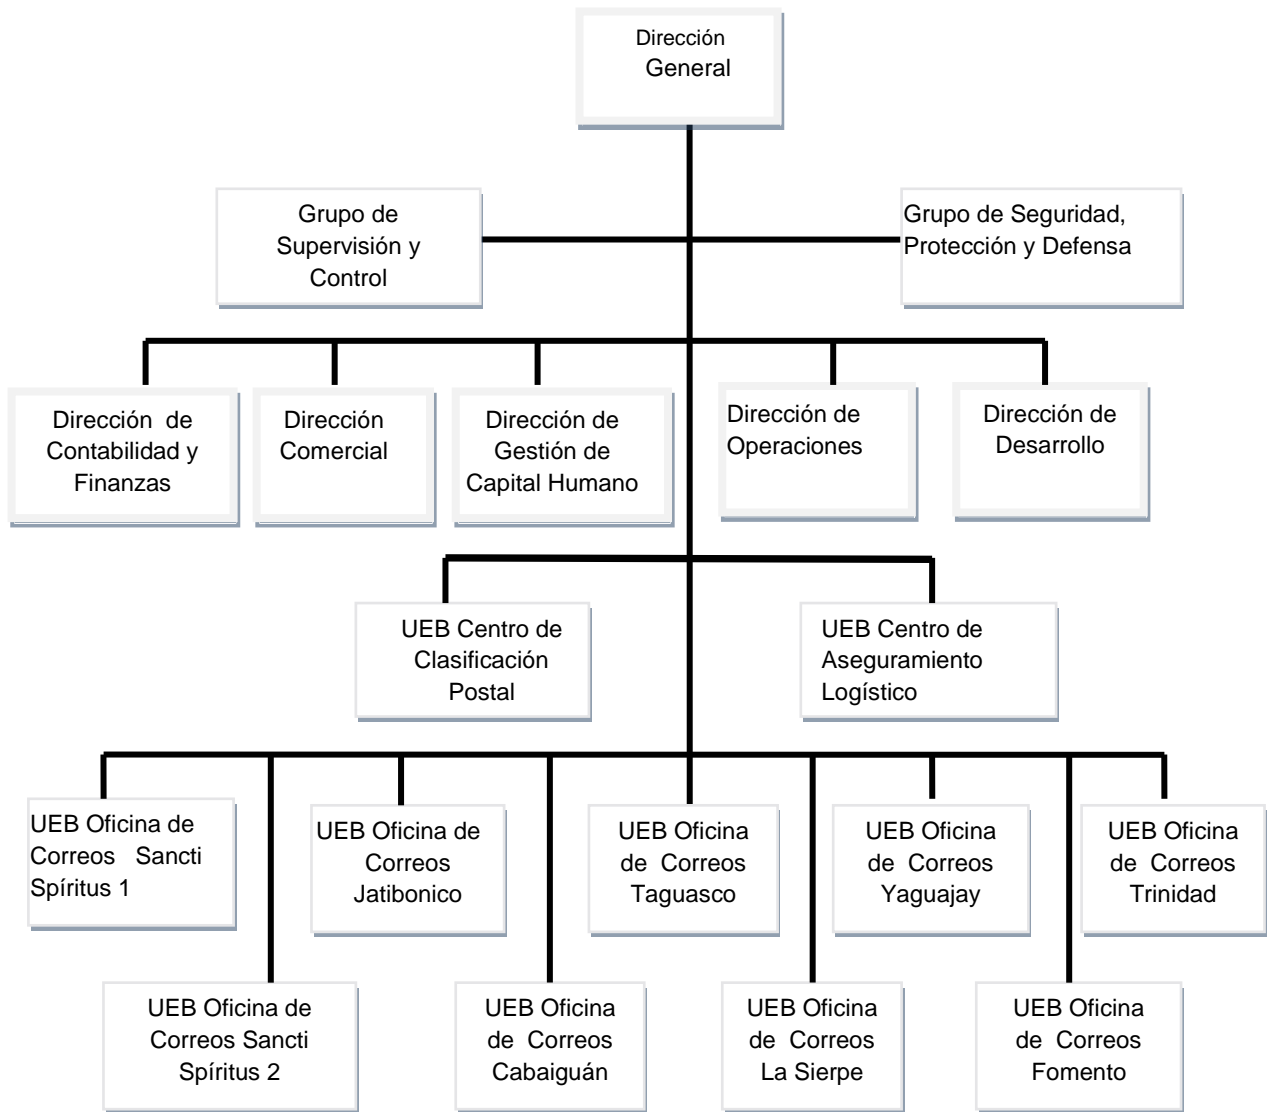 Dirección
General
Grupo de
Supervisión y
Control
Grupo de Seguridad,
Protección y Defensa
Dirección de
Contabilidad y
Finanzas
Dirección
Comercial
Dirección de
Gestión de
Capital Humano
Dirección de
Operaciones
Dirección de
Desarrollo
UEB Centro de
Clasificación
Postal
UEB Centro de
Aseguramiento
Logístico
UEB Oficina de
Correos Sancti
Spíritus 1
UEB Oficina de
Correos
Jatibonico
UEB Oficina
de Correos
Taguasco
UEB Oficina
de Correos
Yaguajay
UEB Oficina
de Correos
Trinidad
UEB Oficina de
Correos Sancti
Spíritus 2
UEB Oficina
de Correos
Cabaiguán
UEB Oficina
de Correos
La Sierpe
UEB Oficina
de Correos
Fomento